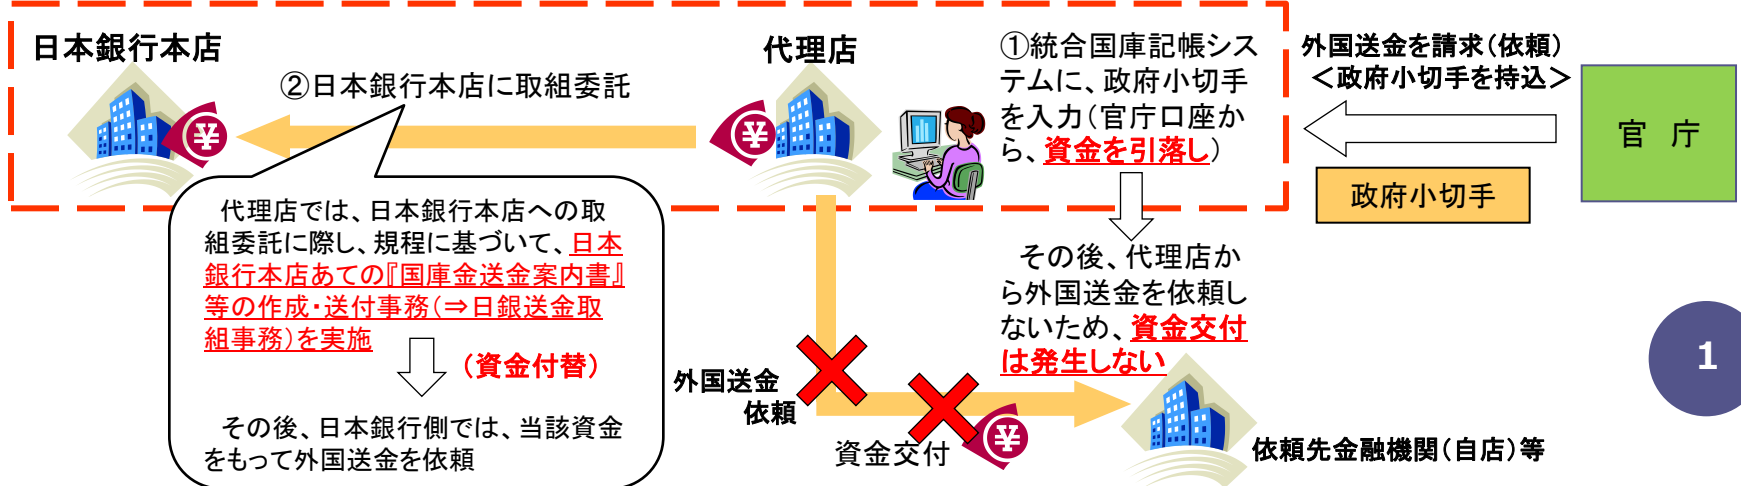 日本銀行本店
②日本銀行本店に取組委託
代理店
①統合国庫記帳シス
テムに、政府小切手
を入力（官庁口座か
ら、資金を引落し）
外国送金を請求（依頼）
＜政府小切手を持込＞
官　庁
政府小切手
代理店では、日本銀行本店への取
組委託に際し、規程に基づいて、日本
銀行本店あての『国庫金送金案内書』
等の作成・送付事務（⇒日銀送金取
組事務）を実施
（資金付替）
その後、日本銀行側では、当該資金
をもって外国送金を依頼
その後、代理店か
ら外国送金を依頼し
ないため、資金交付
は発生しない
外国送金
依頼
¥
¥
¥
資金交付
依頼先金融機関（自店）等
1